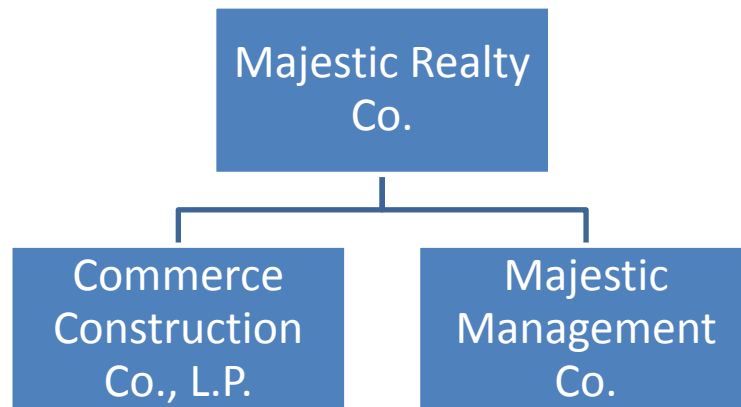 Majestic Realty
Co.
Commerce
Construction
Co., L.P.
Majestic
Management
Co.